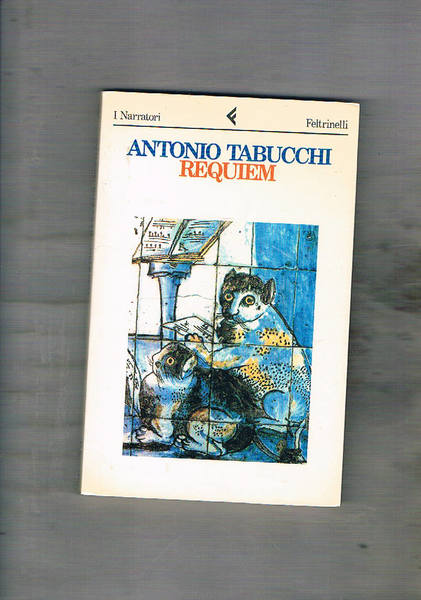 I Narratori
Feltrinelli
ANTONIO TABUCCHI
REQUIEM